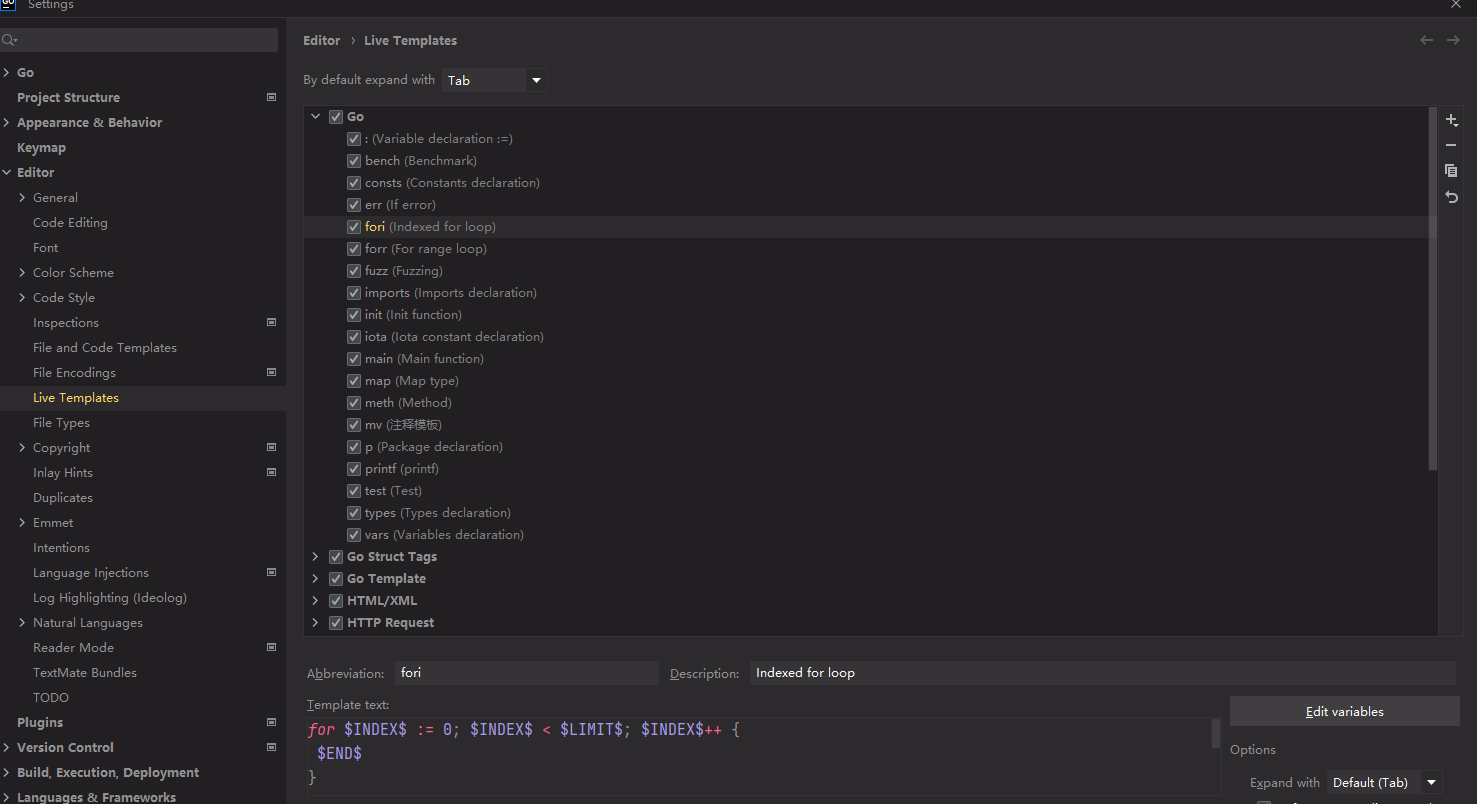 GO
Settings
Go
Project Structure
Appearance & Behavior
Keymap
Editor
General
Code Editing
Font
Color Scheme
Code Style
Inspections
File and Code Templates
File Encodings
Live Templates
File Types
Copyright
Inlay Hints
Duplicates
Emmet
Intentions
Language Injections
Log Highlighting (Ideolog)
Natural Languages
Reader Mode
TextMate Bundles
TODO
Plugins
Version Control
Build, Execution, Deployment
Languages & Frameworks
Editor › Live Templates
By default expand with Tab
Go
: (Variable declaration :=)
bench (Benchmark)
consts (Constants declaration)
err (If error)
fori (Indexed for loop)
forr (For range loop)
fuzz (Fuzzing)
imports (Imports declaration)
init (Init function)
iota (Iota constant declaration)
main (Main function)
map (Map type)
meth (Method)
mv (注释模板)
p (Package declaration)
printf (printf)
test (Test)
types (Types declaration)
vars (Variables declaration)
Go Struct Tags
Go Template
HTML/XML
HTTP Request
Abbreviation: fori Description: Indexed for loop
Template text:
for $INDEX$ := 0; $INDEX$ < $LIMIT$; $INDEX$++ {
$END$
}
Edit variables
Options
Expand with Default (Tab)